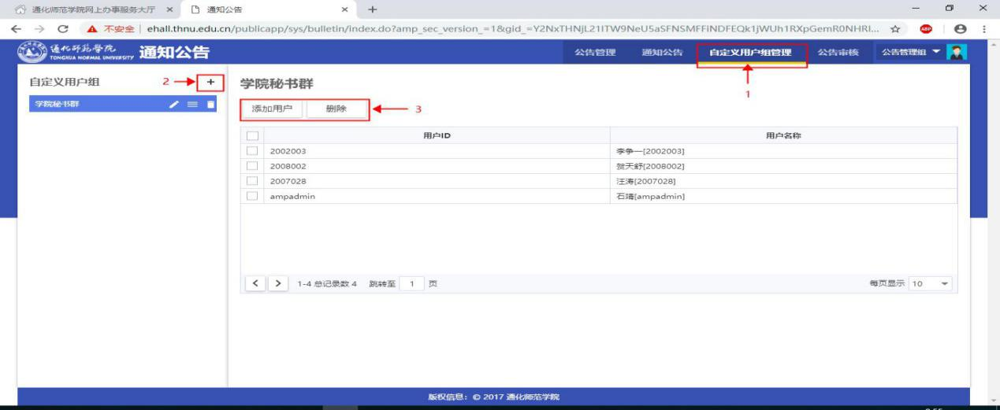 通化师范学院网上办事服务大厅 × 通知公告 × +
不安全 | ehall.thnu.edu.cn/publicapp/sys/bulletin/index.do?amp_sec_version_=1&gid_=Y2NxTHNjL21ITW9NeU5aSFNSMFFiNDFEQk1jWUh1RXpGemR0NHRl... ABP
通化师范学院 TONGHUA NORMAL UNIVERSITY 通知公告 公告管理 通知公告 自定义用户组管理 公告审核 公告管理组
自定义用户组 2 + 学院秘书群 1
学院秘书群 添加用户 删除 3
用户ID 用户名称
2002003 李争一[2002003]
2008002 贺天舒[2008002]
2007028 汪涛[2007028]
ampadmin 石靖[ampadmin]
1-4 总记录数 4 跳转至 1 页 每页显示 10
版权信息：© 2017 通化师范学院